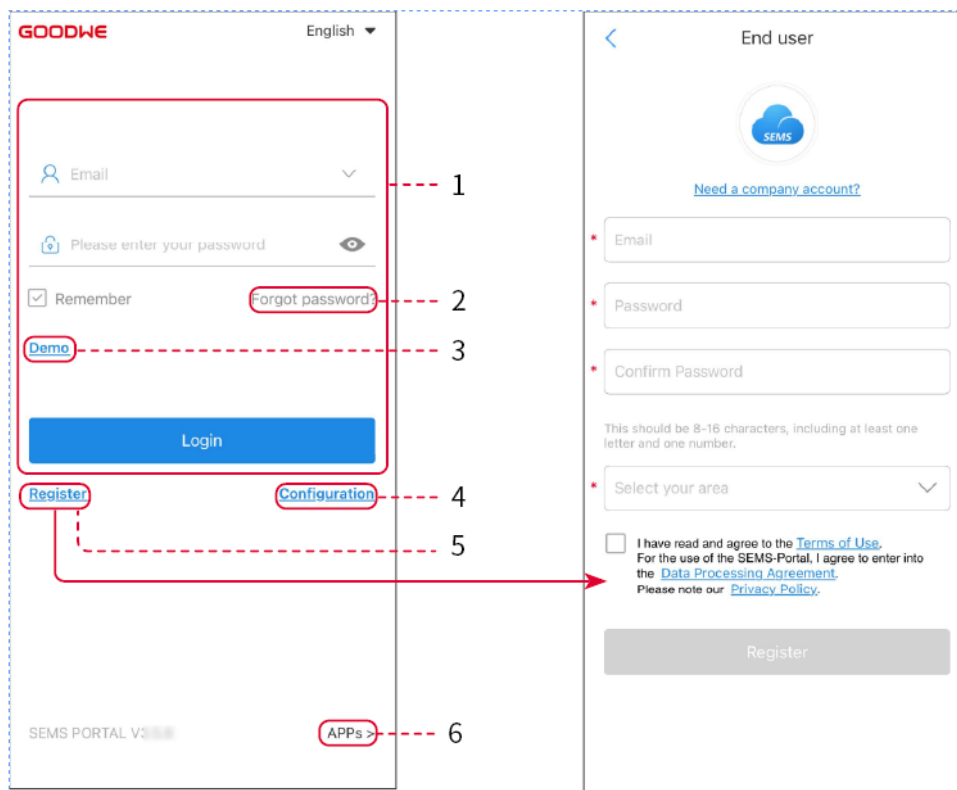 GOODWE
English
Email
1
Please enter your password
Remember
Forgot password?
2
Demo
3
Login
Register
Configuration
4
5
SEMS PORTAL
APPs >
6
End user
SEMS
Need a company account?
* Email
* Password
* Confirm Password
This should be 8-16 characters, including at least one
letter and one number.
* Select your area
I have read and agree to the Terms of Use.
For the use of the SEMS-Portal, I agree to enter into
the Data Processing Agreement.
Please note our Privacy Policy.
Register